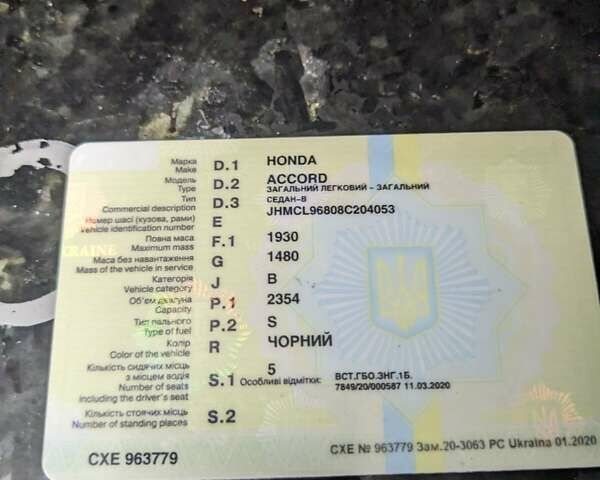 Марка D.1 HONDA
Make
Модель D.2 ACCORD
Type ЗАГАЛЬНИЙ ЛЕГКОВИЙ - ЗАГАЛЬНИЙ
Тип D.3 СЕДАН-B
Commercial description JHMCL96808C204053
Номер шасі (кузова, рами) E
Vehicle identification number
Повна маса F.1 1930
Maximum mass
Маса без навантаження G 1480
Mass of the vehicle in service
Категорія J B
Vehicle category
Об'єм двигуна P.1 2354
Capacity
Тип пального P.2 S
Type of fuel
Колір R ЧОРНИЙ
Color of the vehicle
Кількість сидячих місць 5
з місцем водія S.1 Особливі відмітки: ВСТ.ГБО.ЗНГ.1Б.
Number of seats 7849/20/000587 11.03.2020
including the driver's seat
Кількість стоячих місць S.2
Number of standing places
CXE 963779
CXE № 963779 Зам.20-3063 PC Ukraina 01.2020